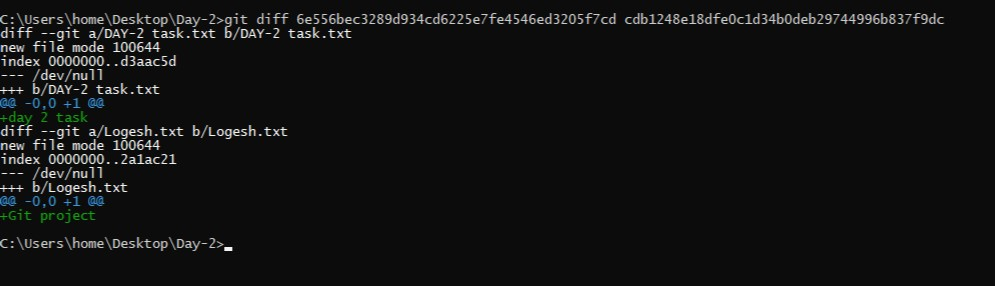 C:\Users\home\Desktop\Day-2>git diff 6e556bec3289d934cd6225e7fe4546ed3205f7cd cdb1248e18dfe0c1d34b0deb29744996b837f9dc
diff --git a/DAY-2 task.txt b/DAY-2 task.txt
new file mode 100644
index 0000000..d3aac5d
--- /dev/null
+++ b/DAY-2 task.txt
@@ -0,0 +1 @@
+day 2 task
diff --git a/Logesh.txt b/Logesh.txt
new file mode 100644
index 0000000..2a1ac21
--- /dev/null
+++ b/Logesh.txt
@@ -0,0 +1 @@
+Git project
C:\Users\home\Desktop\Day-2>